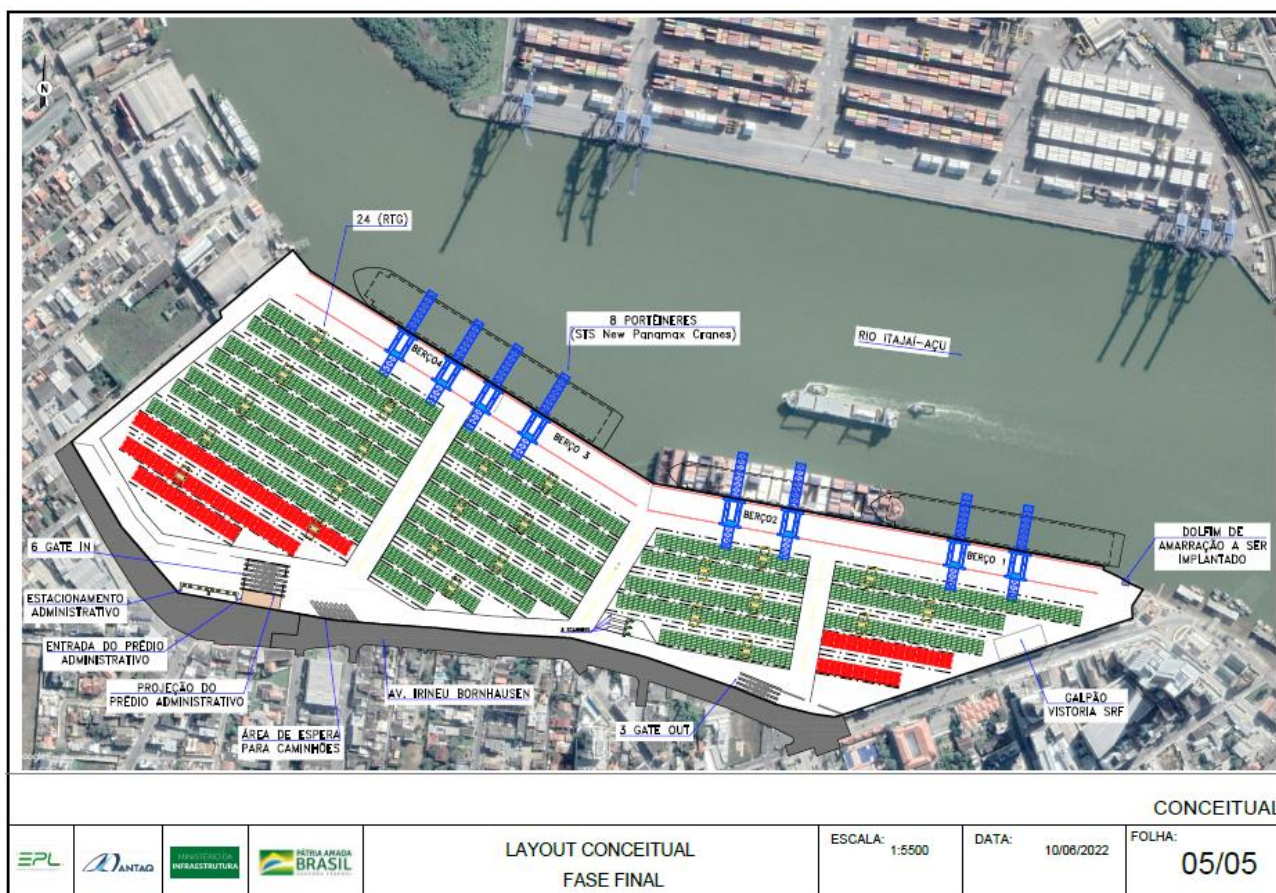 N
24 (RTG)
8 PORTÊINERES
(STS New Panamax Cranes)
RIO ITAJAÍ-AÇU
BERÇO4
BERÇO 3
BERÇO2
BERÇO 1
DOLFIM DE
AMARRAÇÃO A SER
IMPLANTADO
6 GATE IN
ESTACIONAMENTO
ADMINISTRATIVO
ENTRADA DO PRÉDIO
ADMINISTRATIVO
PROJEÇÃO DO
PRÉDIO ADMINISTRATIVO
ÁREA DE ESPERA
PARA CAMINHÕES
AV. IRINEU BORNHAUSEN
3 GATE OUT
GALPÃO
VISTORIA SRF
CONCEITUAL
EPL
ANTAQ
MINISTÉRIO DA
INFRAESTRUTURA
PÁTRIA AMADA
BRASIL
LAYOUT CONCEITUAL
FASE FINAL
ESCALA: 1:5500
DATA: 10/06/2022
FOLHA:
05/05